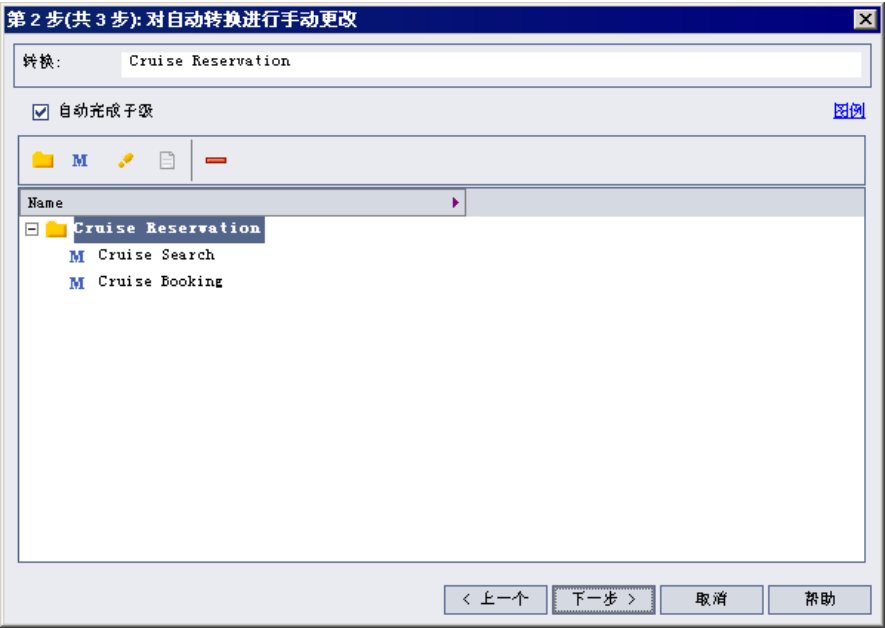 第 2 步(共 3 步): 对自动转换进行手动更改
转换: Cruise Reservation
自动完成子级 图例
M
Name
Cruise Reservation
M Cruise Search
M Cruise Booking
< 上一个 下一步 > 取消 帮助